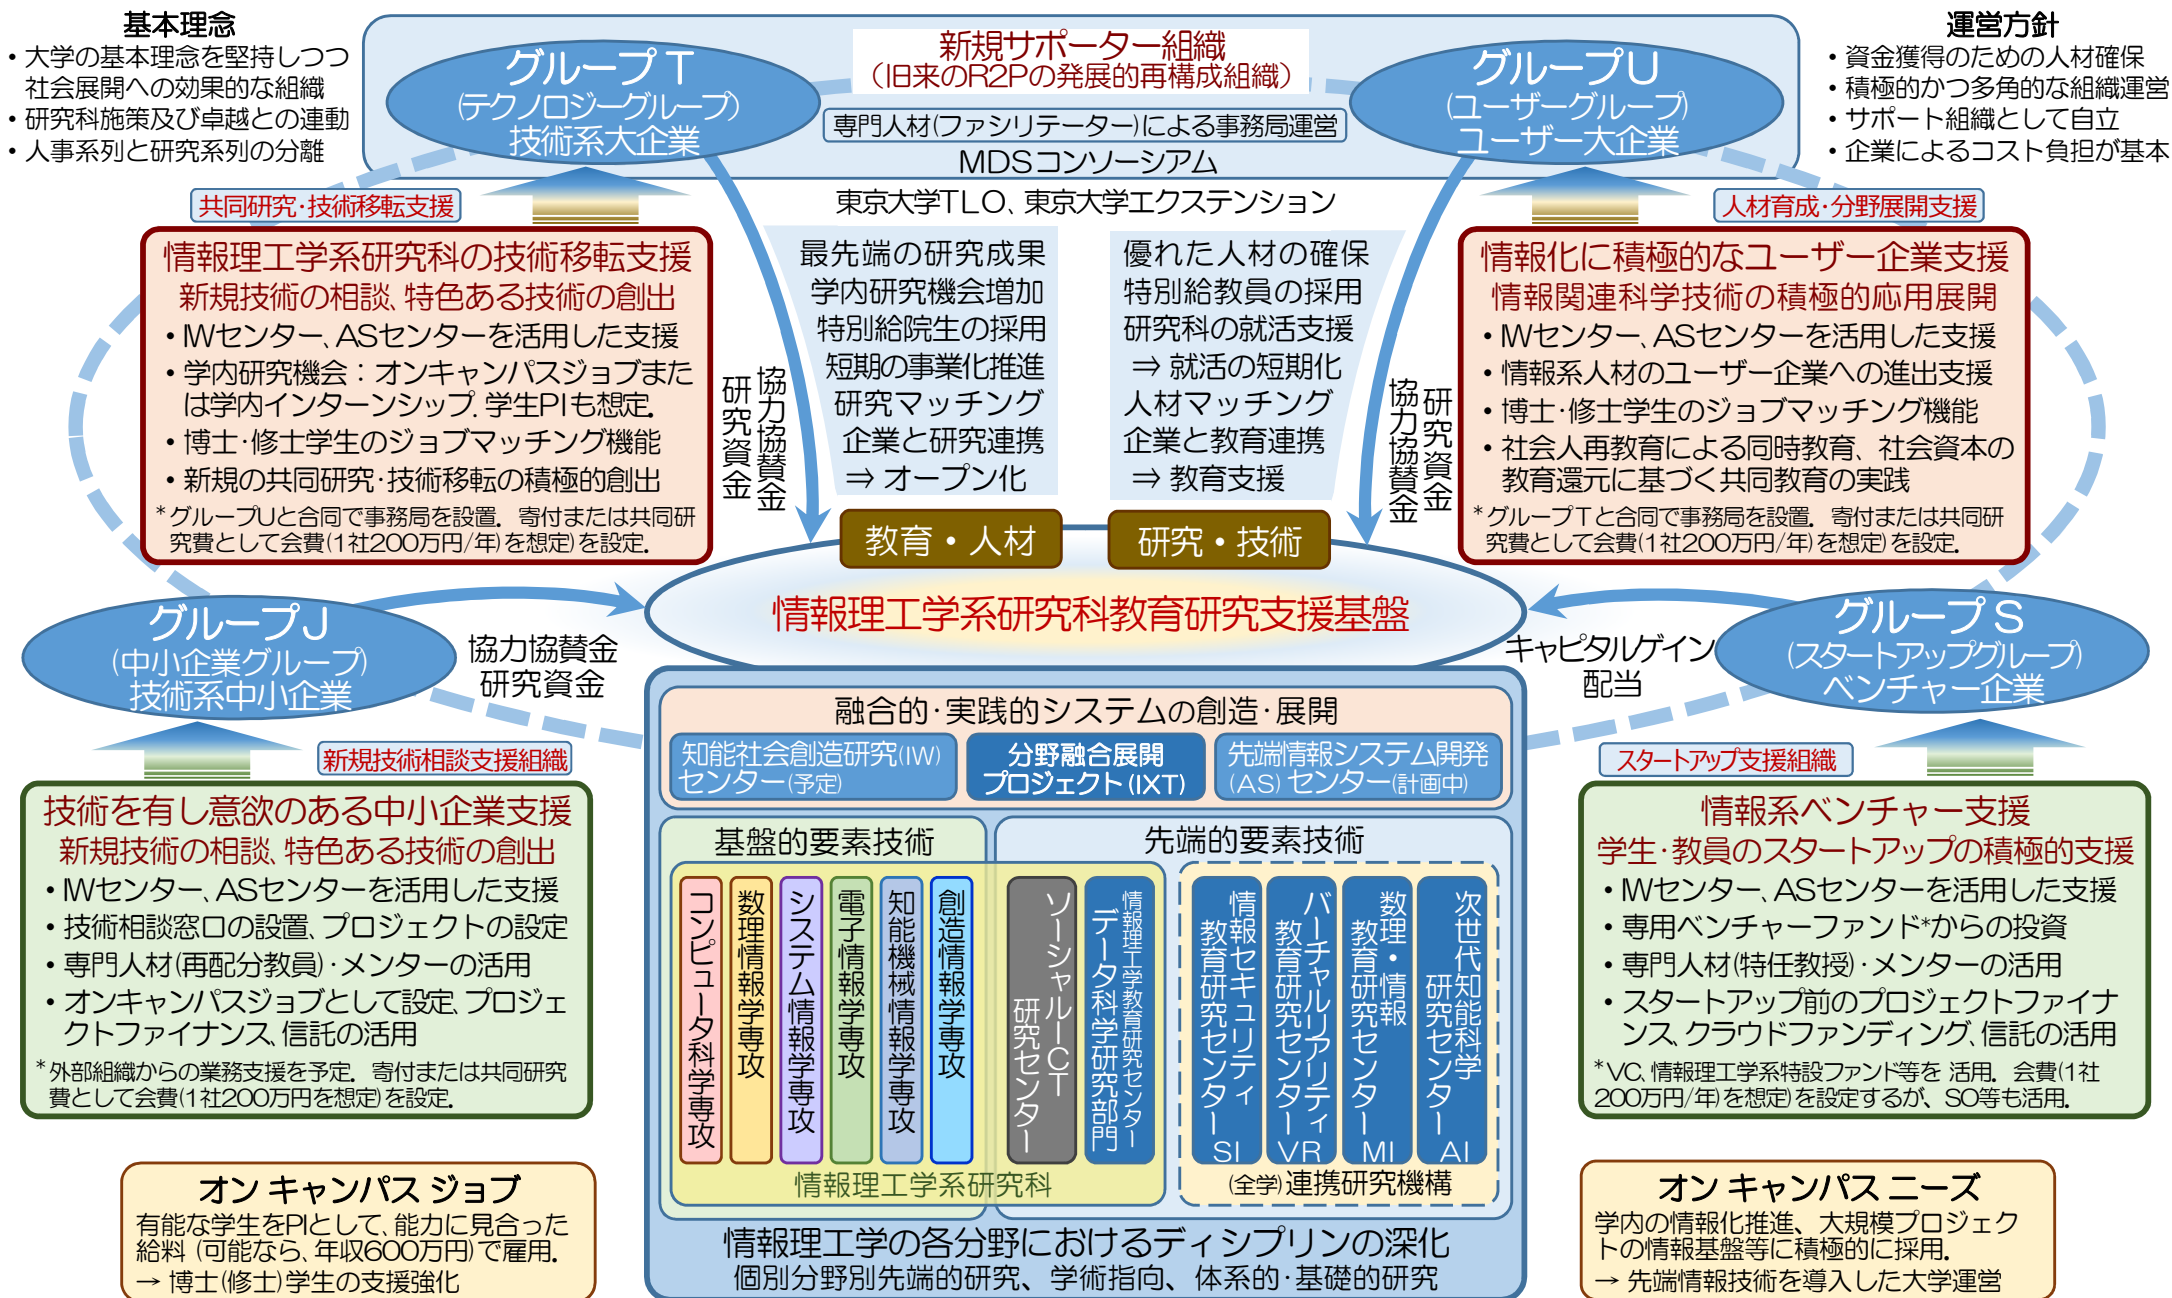 基本理念
・大学の基本理念を堅持しつつ
社会展開への効果的な組織
・研究科施策及び卓越との連動
・人事系列と研究系列の分離
グループT
(テクノロジーグループ)
技術系大企業
新規サポーター組織
(旧来のR2Pの発展的再構成組織)
専門人材(ファシリテーター)による事務局運営
MDSコンソーシアム
東京大学TLO、東京大学エクステンション
グループU
(ユーザーグループ)
ユーザー大企業
運営方針
・資金獲得のための人材確保
・積極的かつ多角的な組織運営
・サポート組織として自立
・企業によるコスト負担が基本
共同研究・技術移転支援
情報理工学系研究科の技術移転支援
新規技術の相談、特色ある技術の創出
・IWセンター、ASセンターを活用した支援
・学内研究機会：オンキャンパスジョブまた
は学内インターンシップ．学生PIも想定．
・博士・修士学生のジョブマッチング機能
・新規の共同研究・技術移転の積極的創出
*グループUと合同で事務局を設置．寄付または共同研
究費として会費(1社200万円/年)を想定)を設定．
協力協賛金
研究資金
最先端の研究成果
学内研究機会増加
特別給院生の採用
短期の事業化推進
研究マッチング
企業と研究連携
⇒ オープン化
優れた人材の確保
特別給教員の採用
研究科の就活支援
⇒ 就活の短期化
人材マッチング
企業と教育連携
⇒ 教育支援
研究資金
協力協賛金
人材育成・分野展開支援
情報化に積極的なユーザー企業支援
情報関連科学技術の積極的応用展開
・IWセンター、ASセンターを活用した支援
・情報系人材のユーザー企業への進出支援
・博士・修士学生のジョブマッチング機能
・社会人再教育による同時教育、社会資本の
教育還元に基づく共同教育の実践
*グループTと合同で事務局を設置．寄付または共同研
究費として会費(1社200万円/年)を想定)を設定．
教育・人材
研究・技術
情報理工学系研究科教育研究支援基盤
グループJ
(中小企業グループ)
技術系中小企業
協力協賛金
研究資金
キャピタルゲイン
配当
グループS
(スタートアップグループ)
ベンチャー企業
新規技術相談支援組織
技術を有し意欲のある中小企業支援
新規技術の相談、特色ある技術の創出
・IWセンター、ASセンターを活用した支援
・技術相談窓口の設置、プロジェクトの設定
・専門人材(再配分教員)・メンターの活用
・オンキャンパスジョブとして設定、プロジェ
クトファイナンス、信託の活用
*外部組織からの業務支援を予定．寄付または共同研究
費として会費(1社200万円を想定)を設定．
融合的・実践的システムの創造・展開
知能社会創造研究(IW)
センター(予定)
分野融合展開
プロジェクト(IXT)
先端情報システム開発
(AS)センター(計画中)
基盤的要素技術
先端的要素技術
コンピュータ科学専攻
数理情報学専攻
システム情報学専攻
電子情報学専攻
知能機械情報学専攻
創造情報学専攻
ソーシャルICT
研究センター
情報理工学教育研究センター
データ科学研究部門
情報セキュリティ
教育研究センター
SI
バーチャルリアリティ
教育研究センター
VR
数理・情報
教育研究センター
MI
次世代知能科学
研究センター
AI
情報理工学系研究科
(全学)連携研究機構
情報理工学の各分野におけるディシプリンの深化
個別分野別先端的研究、学術指向、体系的・基礎的研究
スタートアップ支援組織
情報系ベンチャー支援
学生・教員のスタートアップの積極的支援
・IWセンター、ASセンターを活用した支援
・専用ベンチャーファンド*からの投資
・専門人材(特任教授)・メンターの活用
・スタートアップ前のプロジェクトファイナ
ンス、クラウドファンディング、信託の活用
*VC、情報理工学系特設ファンド等を 活用．会費(1社
200万円/年)を想定)を設定するが、SO等も活用．
オン キャンパス ジョブ
有能な学生をPIとして、能力に見合った
給料 (可能なら、年収600万円)で雇用．
→ 博士(修士)学生の支援強化
オン キャンパス ニーズ
学内の情報化推進、大規模プロジェク
トの情報基盤等に積極的に採用．
→ 先端情報技術を導入した大学運営